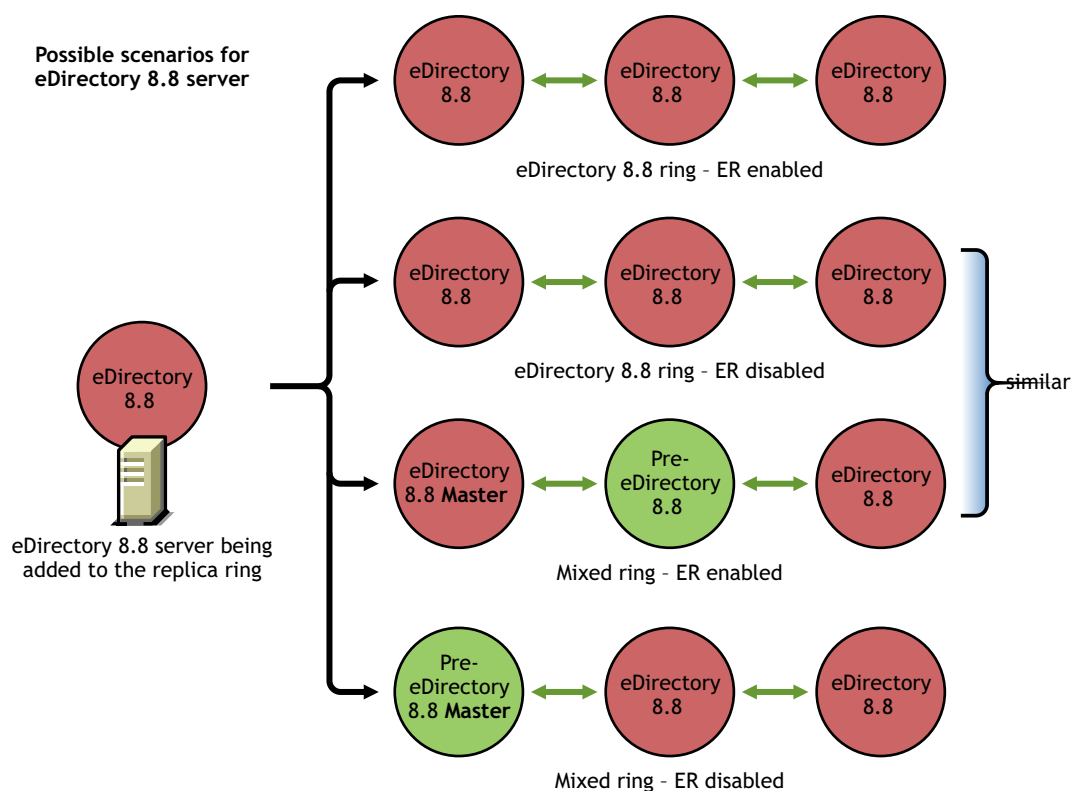 Possible scenarios for
eDirectory 8.8 server
eDirectory
8.8
eDirectory
8.8
eDirectory
8.8
eDirectory 8.8 ring – ER enabled
eDirectory
8.8
eDirectory
8.8
eDirectory
8.8
eDirectory 8.8 ring – ER disabled
similar
eDirectory
8.8
eDirectory 8.8 server being
added to the replica ring
eDirectory
8.8 Master
Pre-
eDirectory
8.8
eDirectory
8.8
Mixed ring – ER enabled
Pre-
eDirectory
8.8 Master
eDirectory
8.8
eDirectory
8.8
Mixed ring – ER disabled